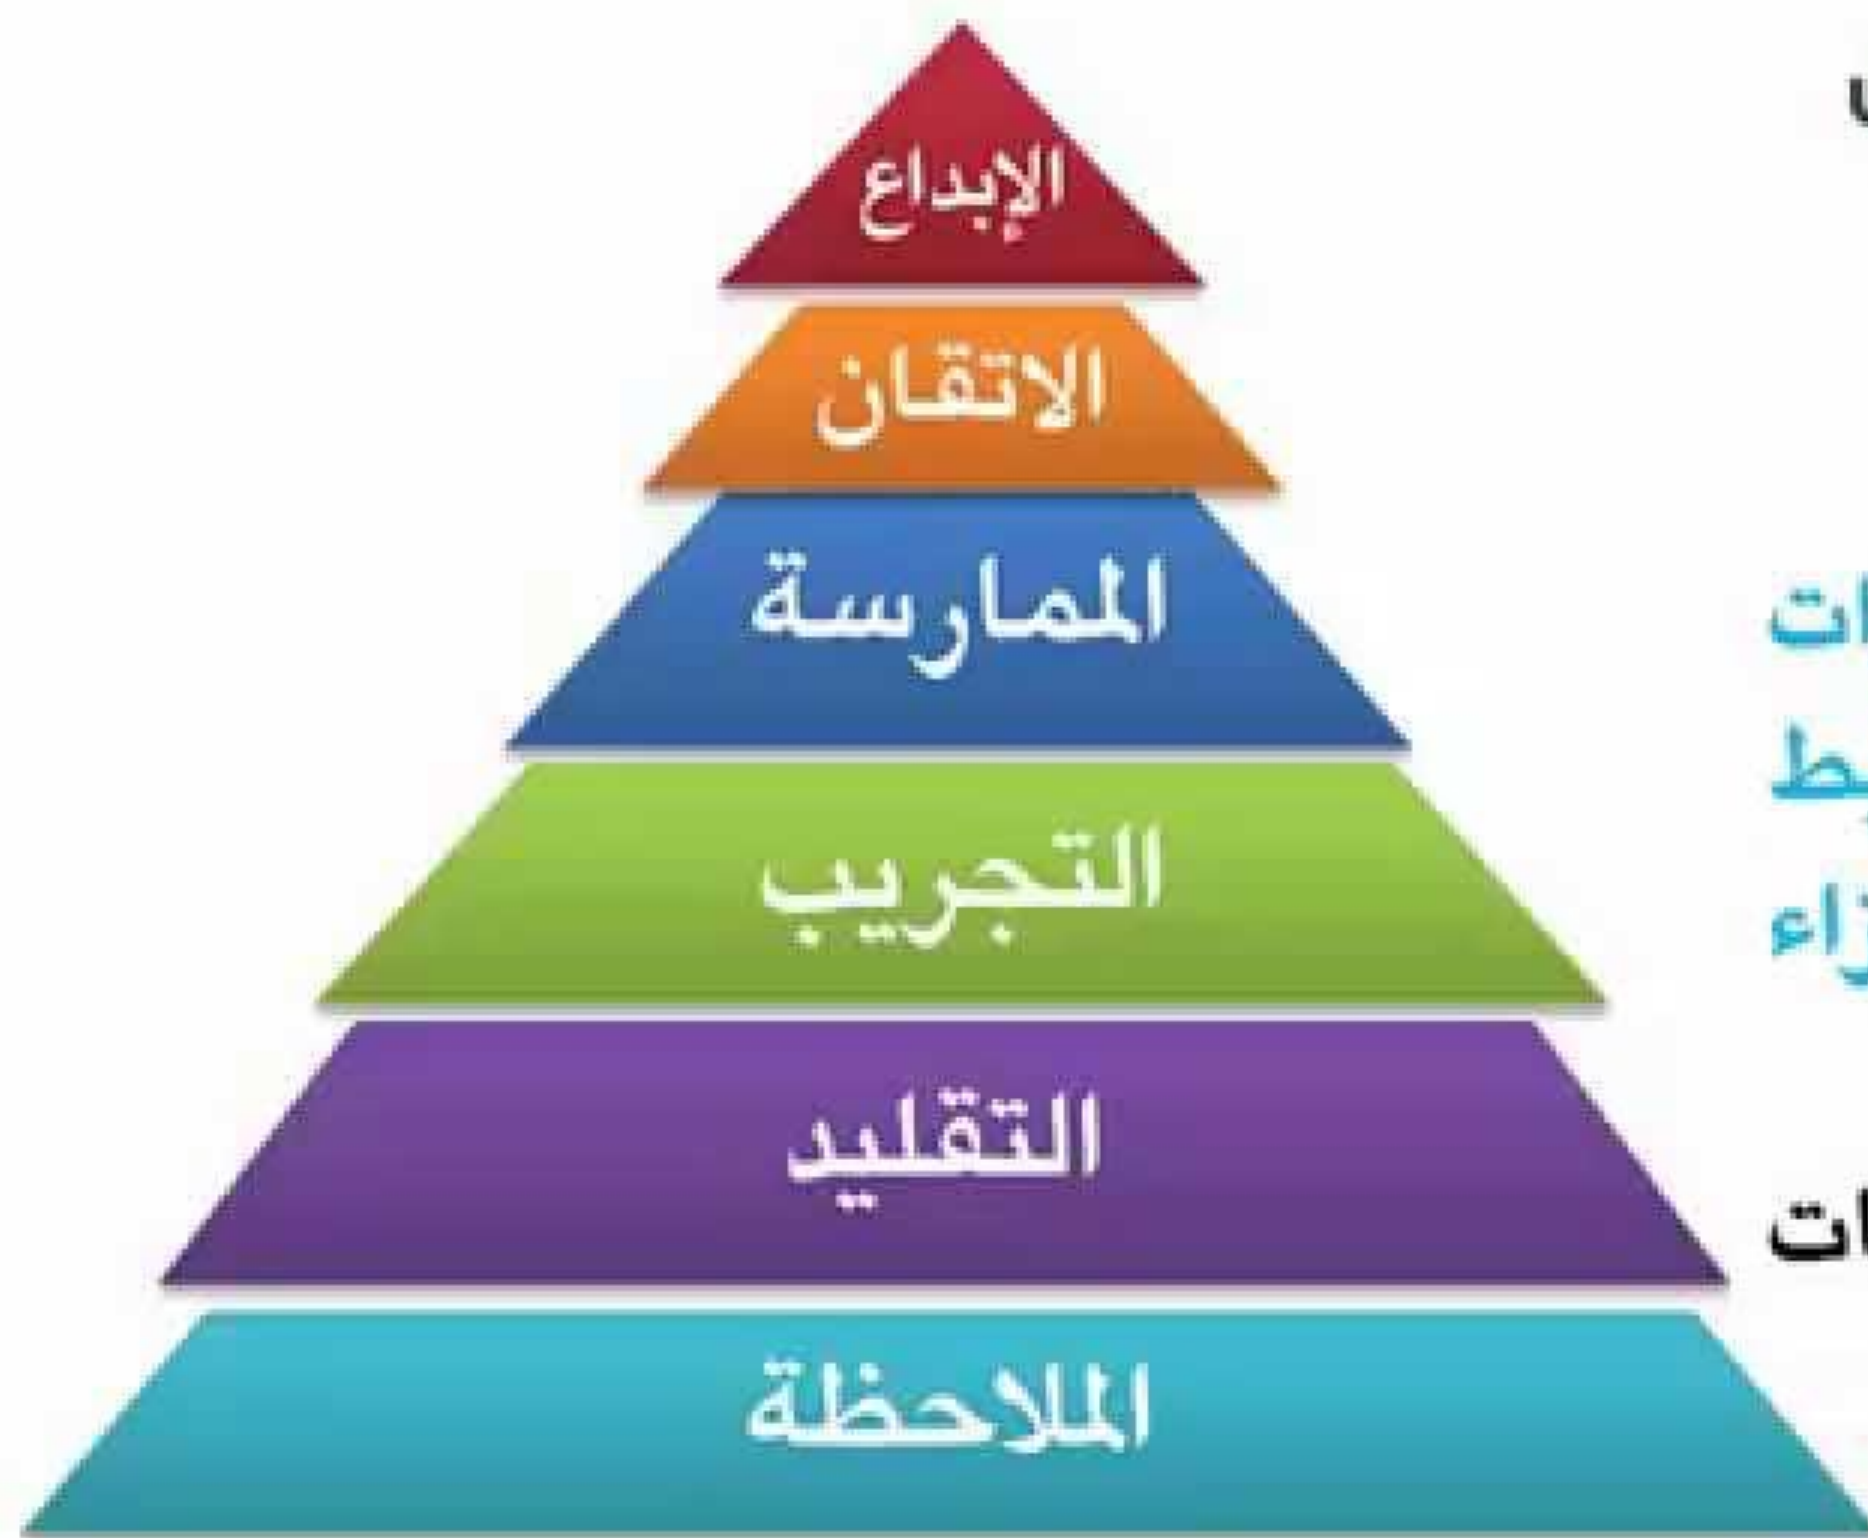 الإبداع
الاتقان
الممارسة
التجريب
التقليد
الملاحظة